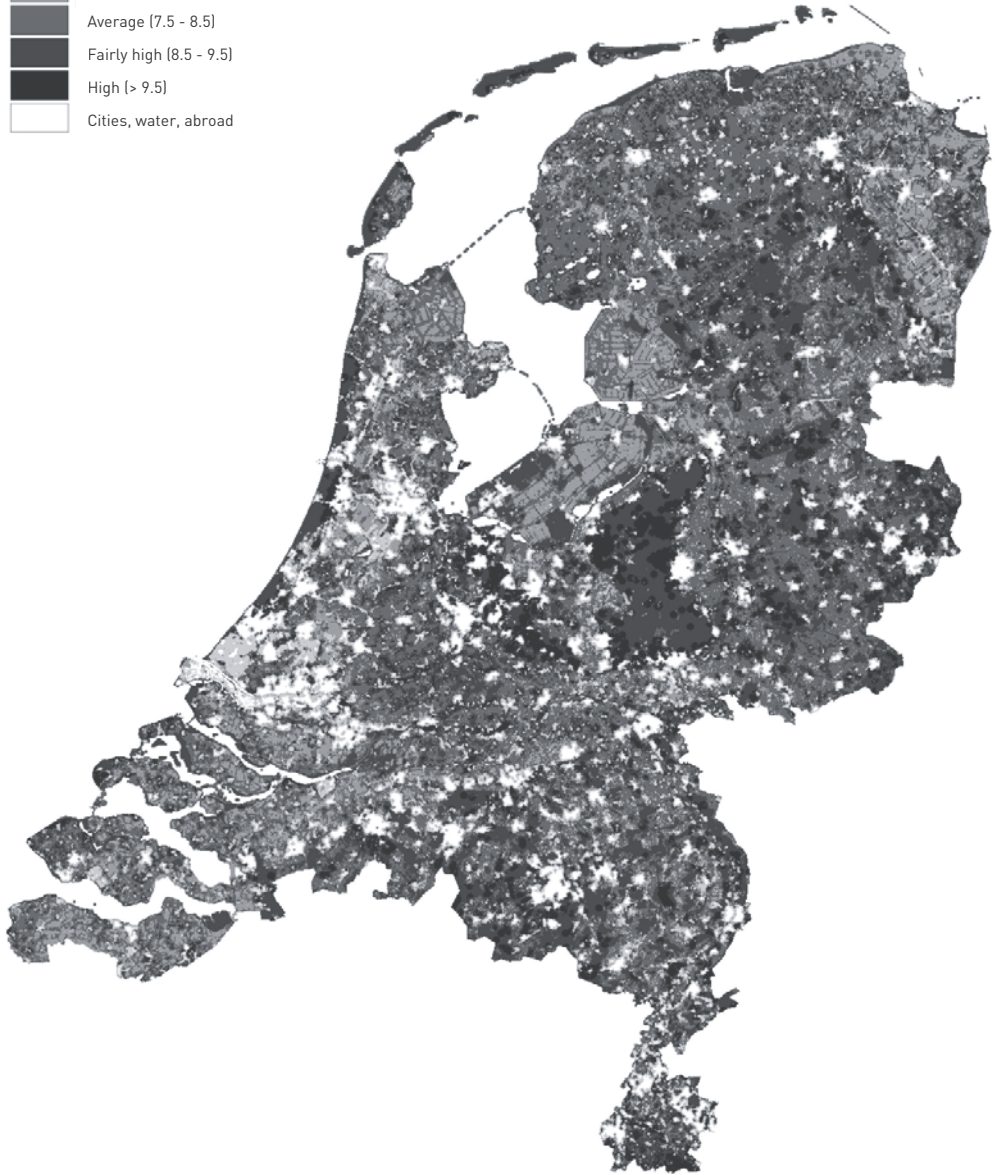 Average (7.5 - 8.5)
Fairly high (8.5 - 9.5)
High (> 9.5)
Cities, water, abroad